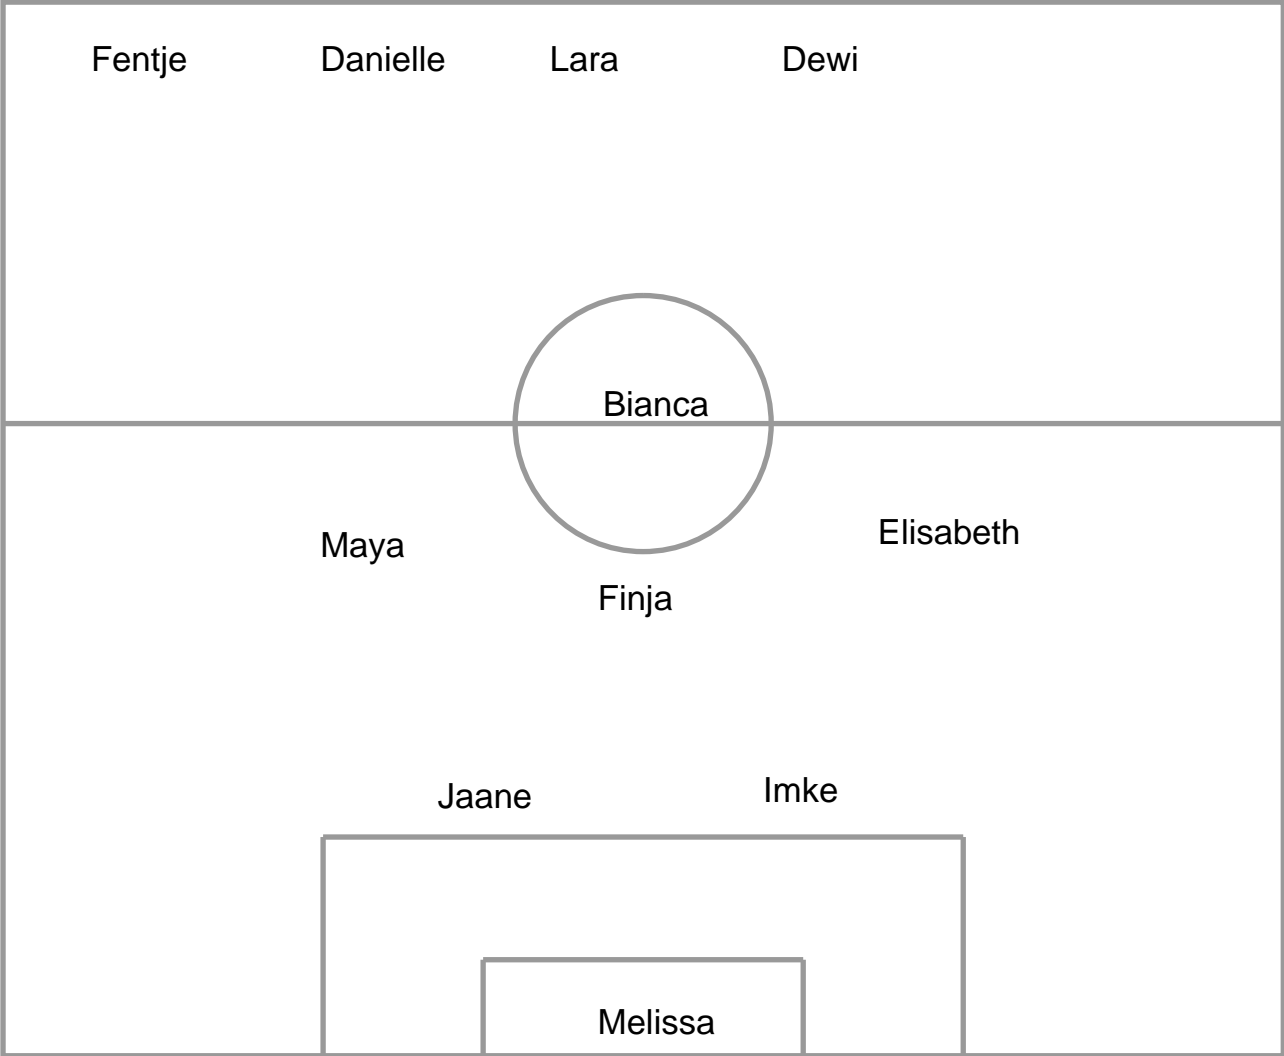 Fentje Danielle Lara Dewi
Bianca
Elisabeth
Maya
Finja
Imke
Jaane
Melissa